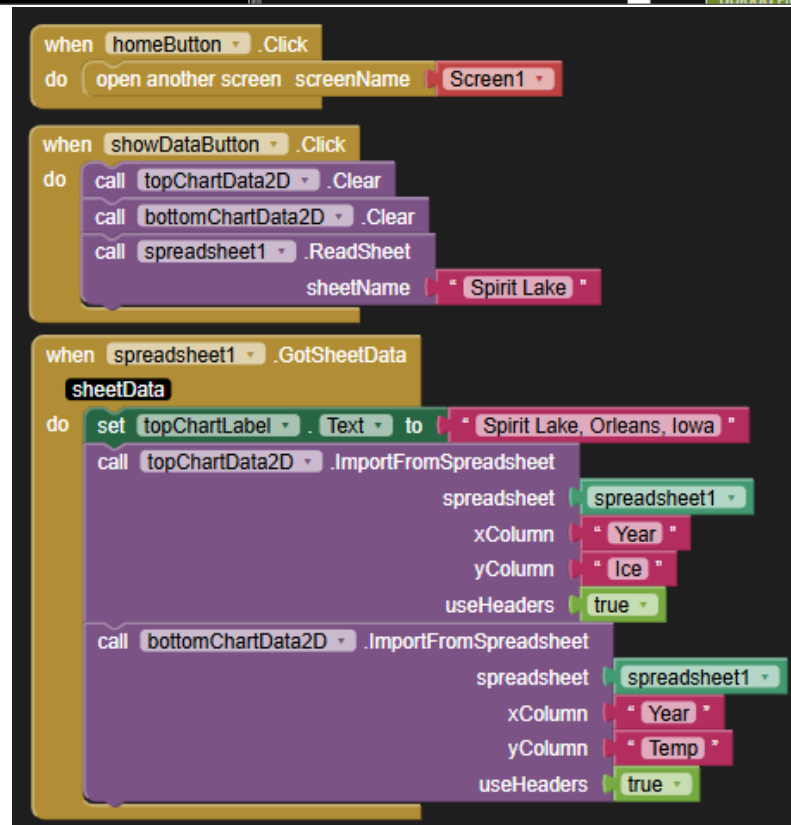 when homeButton .Click
do open another screen screenName Screen1
when showDataButton .Click
do call topChartData2D .Clear
call bottomChartData2D .Clear
call spreadsheet1 .ReadSheet
sheetName " Spirit Lake "
when spreadsheet1 .GotSheetData
sheetData
do set topChartLabel . Text to " Spirit Lake, Orleans, Iowa "
call topChartData2D .ImportFromSpreadsheet
spreadsheet spreadsheet1
xColumn " Year "
yColumn " Ice "
useHeaders true
call bottomChartData2D .ImportFromSpreadsheet
spreadsheet spreadsheet1
xColumn " Year "
yColumn " Temp "
useHeaders true